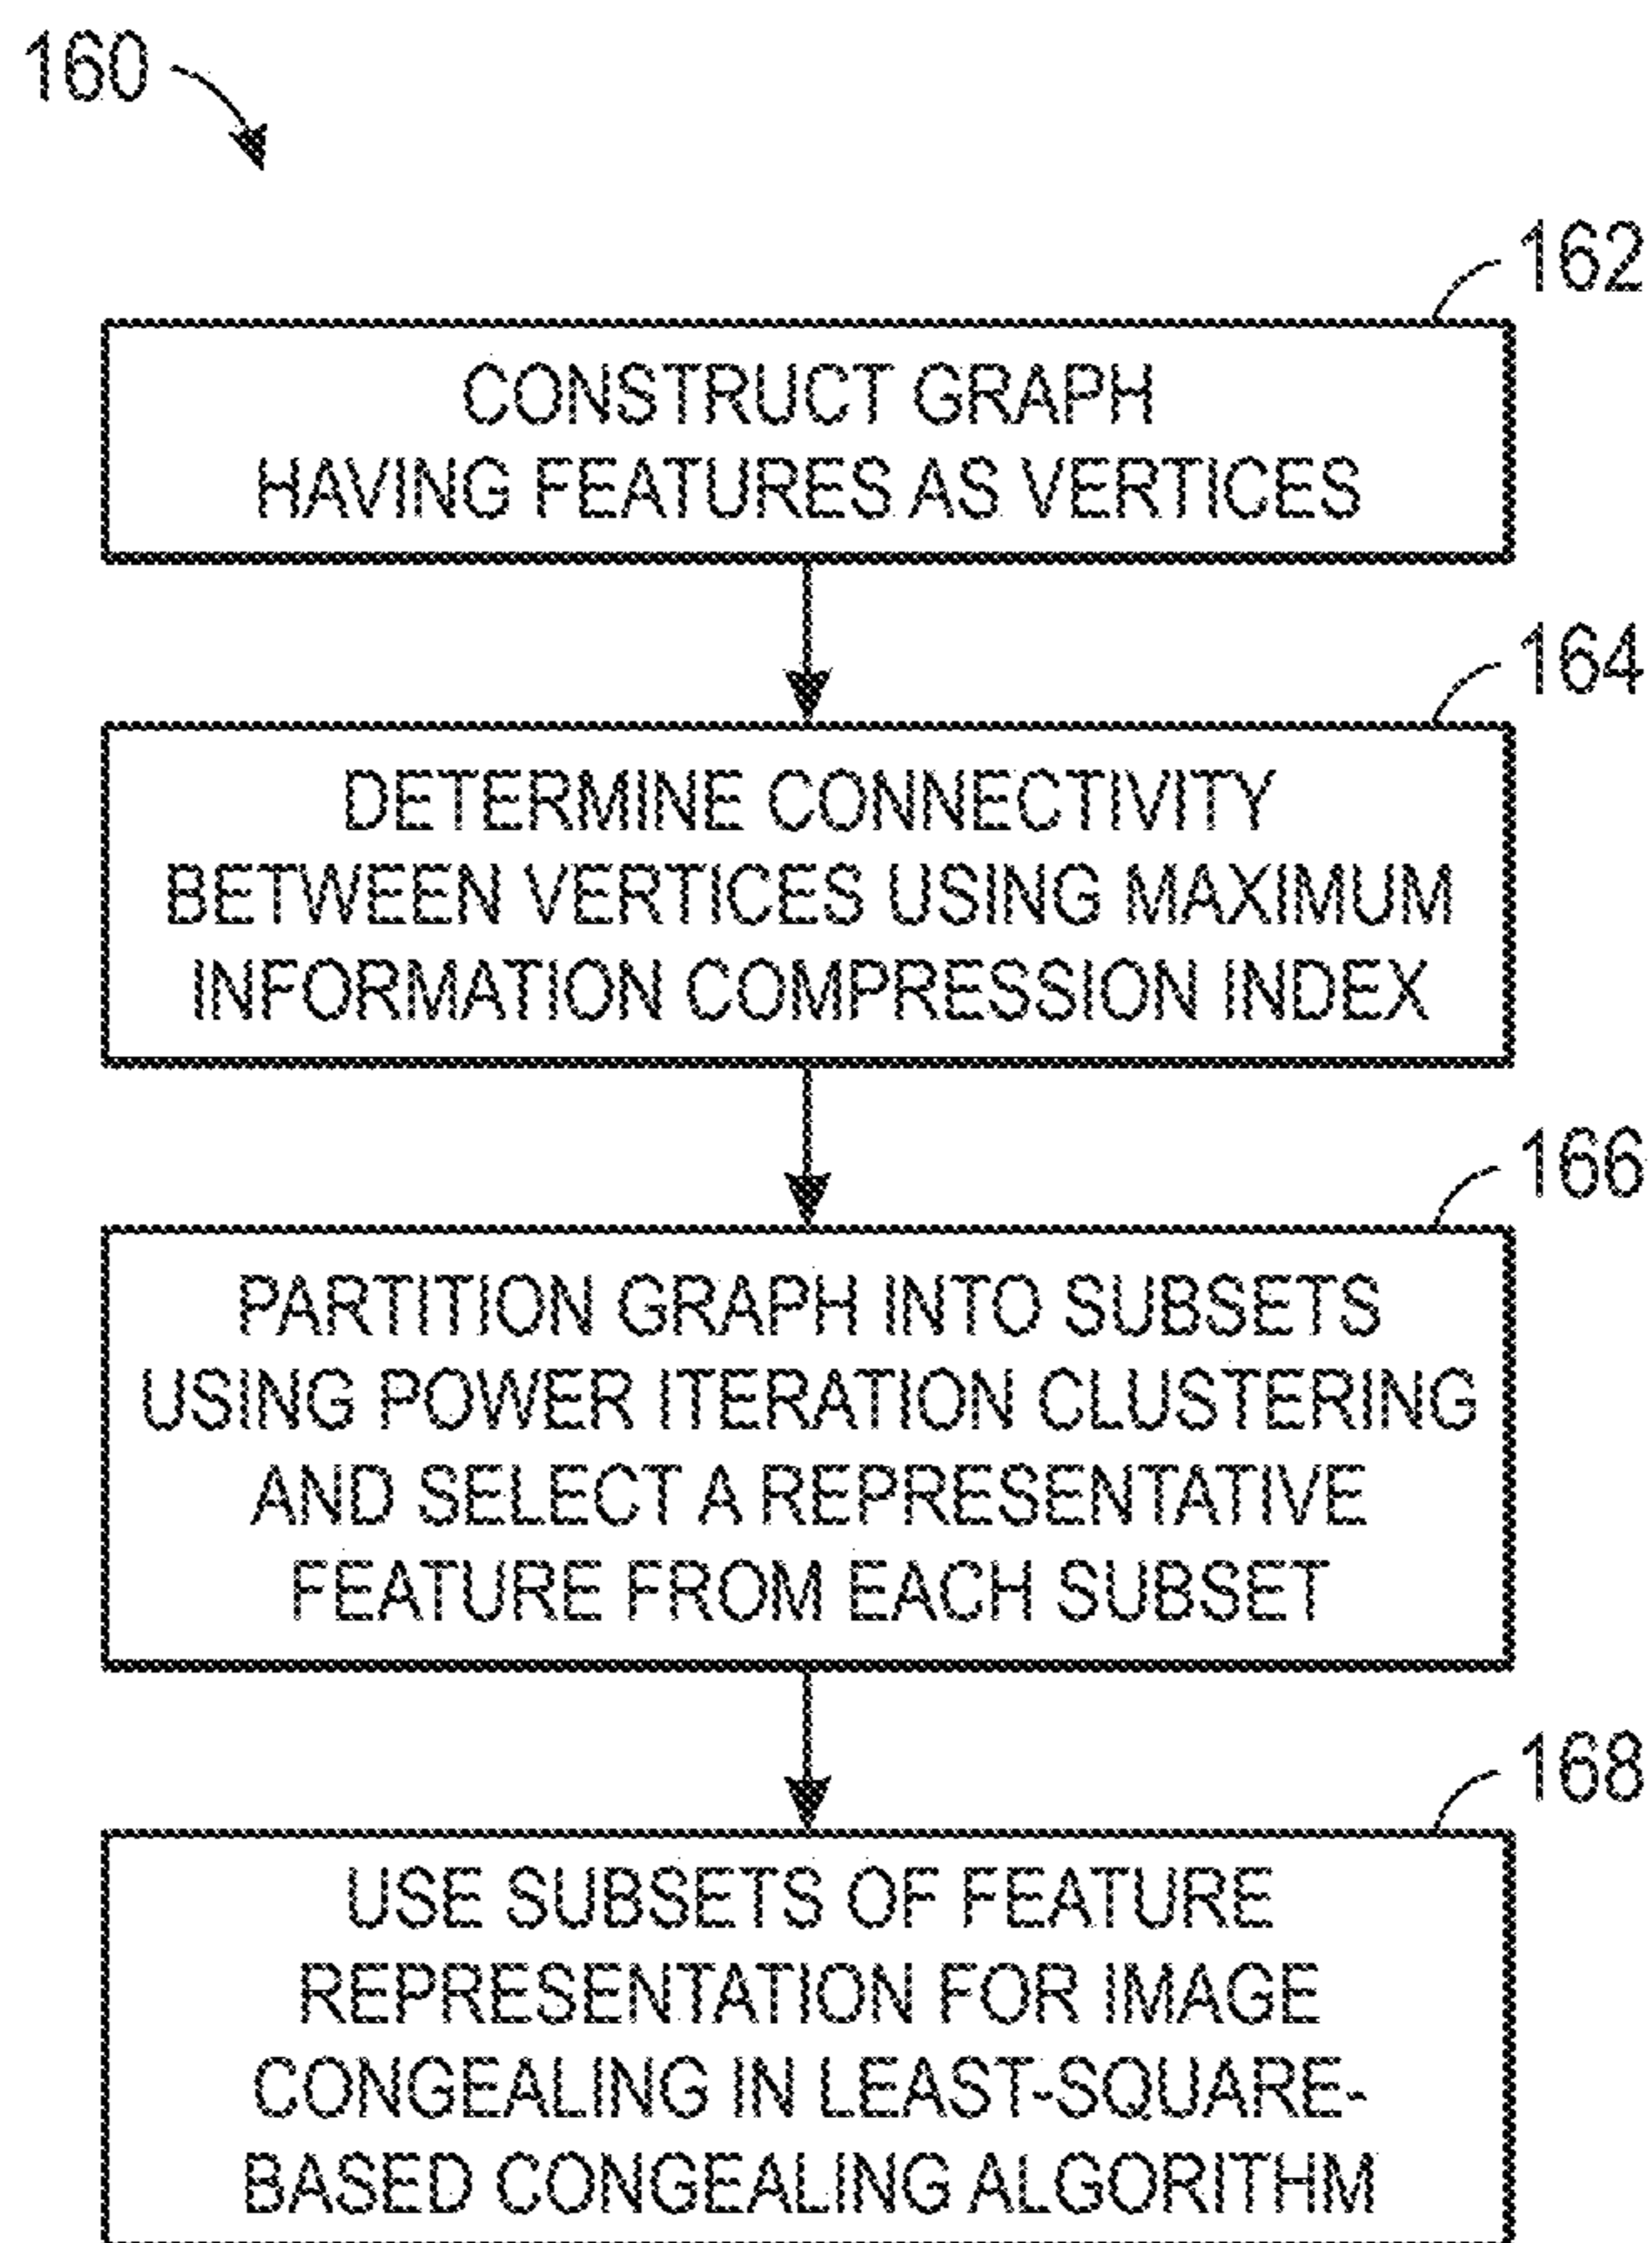 160
162
CONSTRUCT GRAPH
HAVING FEATURES AS VERTICES
164
DETERMINE CONNECTIVITY
BETWEEN VERTICES USING MAXIMUM
INFORMATION COMPRESSION INDEX
166
PARTITION GRAPH INTO SUBSETS
USING POWER ITERATION CLUSTERING
AND SELECT A REPRESENTATIVE
FEATURE FROM EACH SUBSET
168
USE SUBSETS OF FEATURE
REPRESENTATION FOR IMAGE
CONGEALING IN LEAST-SQUARE-
BASED CONGEALING ALGORITHM